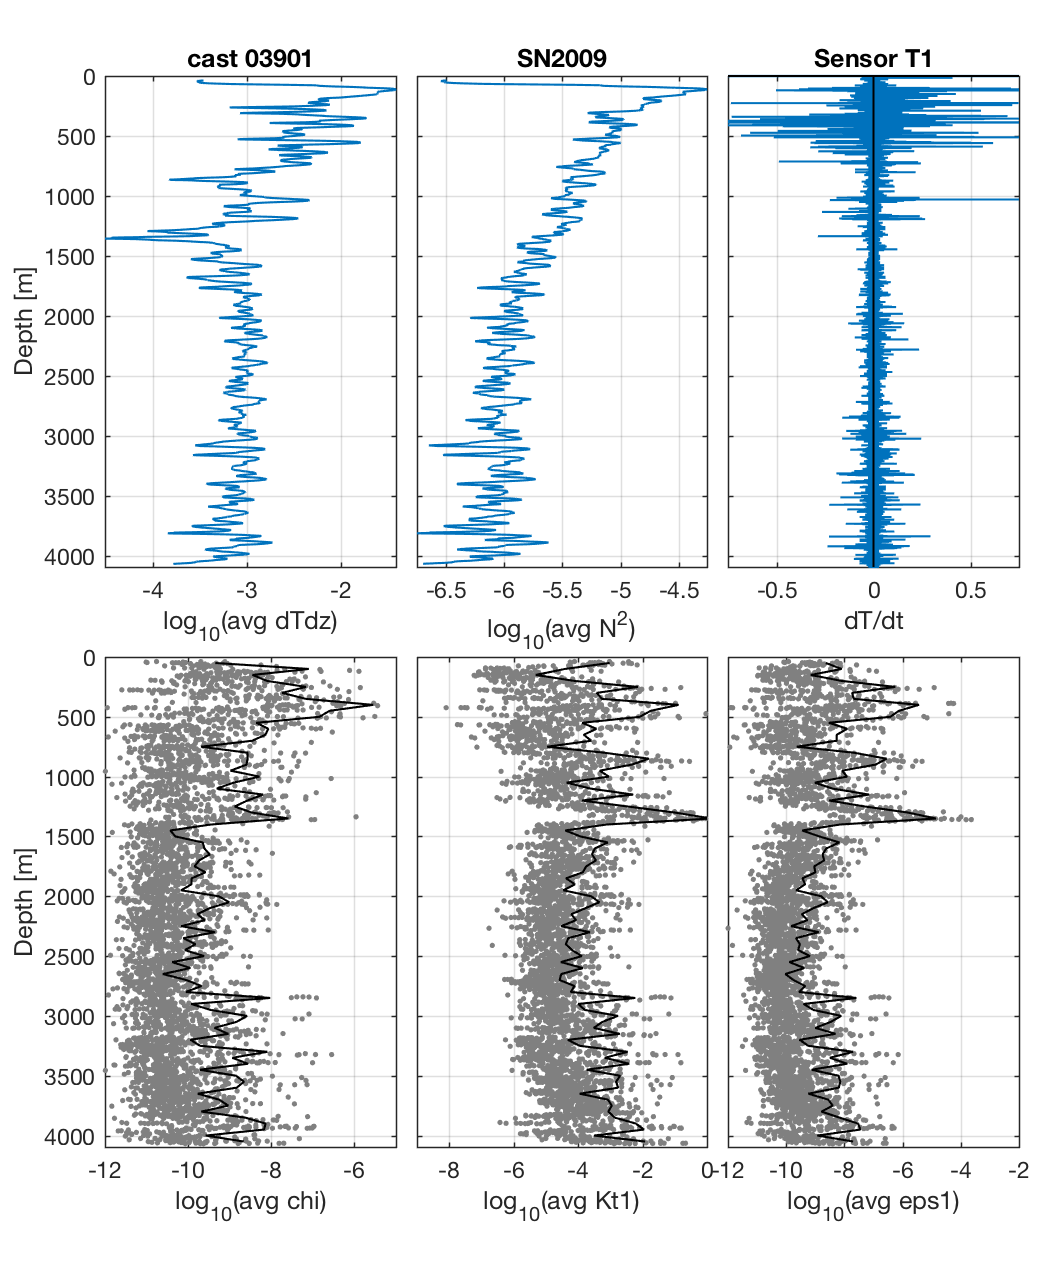 cast 03901 SN2009 Sensor T1
0
500
1000
1500
2000
2500
3000
3500
4000
Depth [m]
-4 -3 -2 -6.5 -6 -5.5 -5 -4.5 -0.5 0 0.5
log10(avg dTdz) log10(avg N2) dT/dt
0
500
1000
1500
2000
2500
3000
3500
4000
Depth [m]
-12 -10 -8 -6 -8 -6 -4 -2 0 -12 -10 -8 -6 -4 -2
log10(avg chi) log10(avg Kt1) log10(avg eps1)